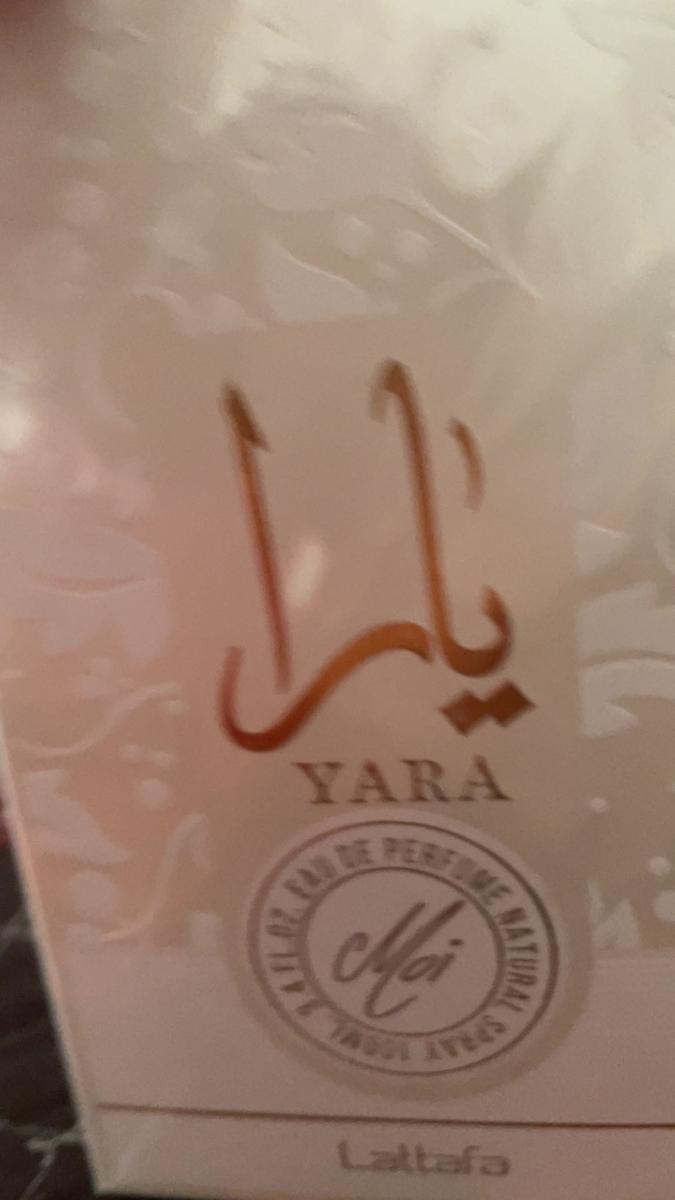 يارا
YARA
EAU DE PERFUME NATURAL SPRAY 100ML. 3.4 FL.OZ.
Moi
Lattafa